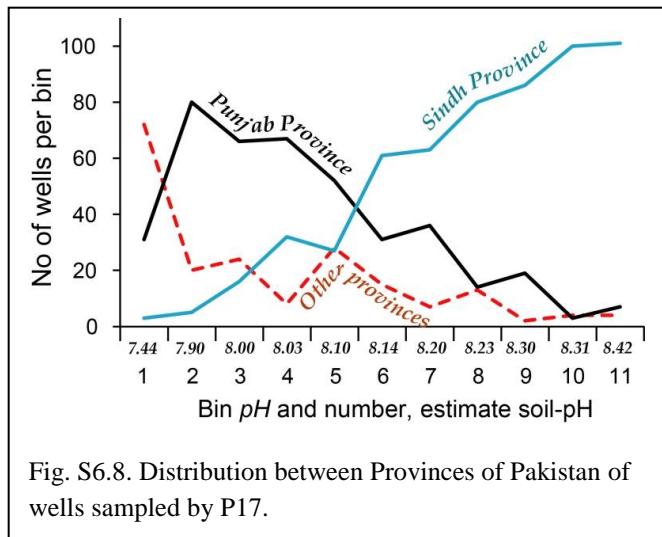 100
80
60
40
20
0
No of wells per bin
Punjab Province
Sindh Province
Other provinces
7.44 7.90 8.00 8.03 8.10 8.14 8.20 8.23 8.30 8.31 8.42
1 2 3 4 5 6 7 8 9 10 11
Bin pH and number, estimate soil-pH
Fig. S6.8. Distribution between Provinces of Pakistan of
wells sampled by P17.